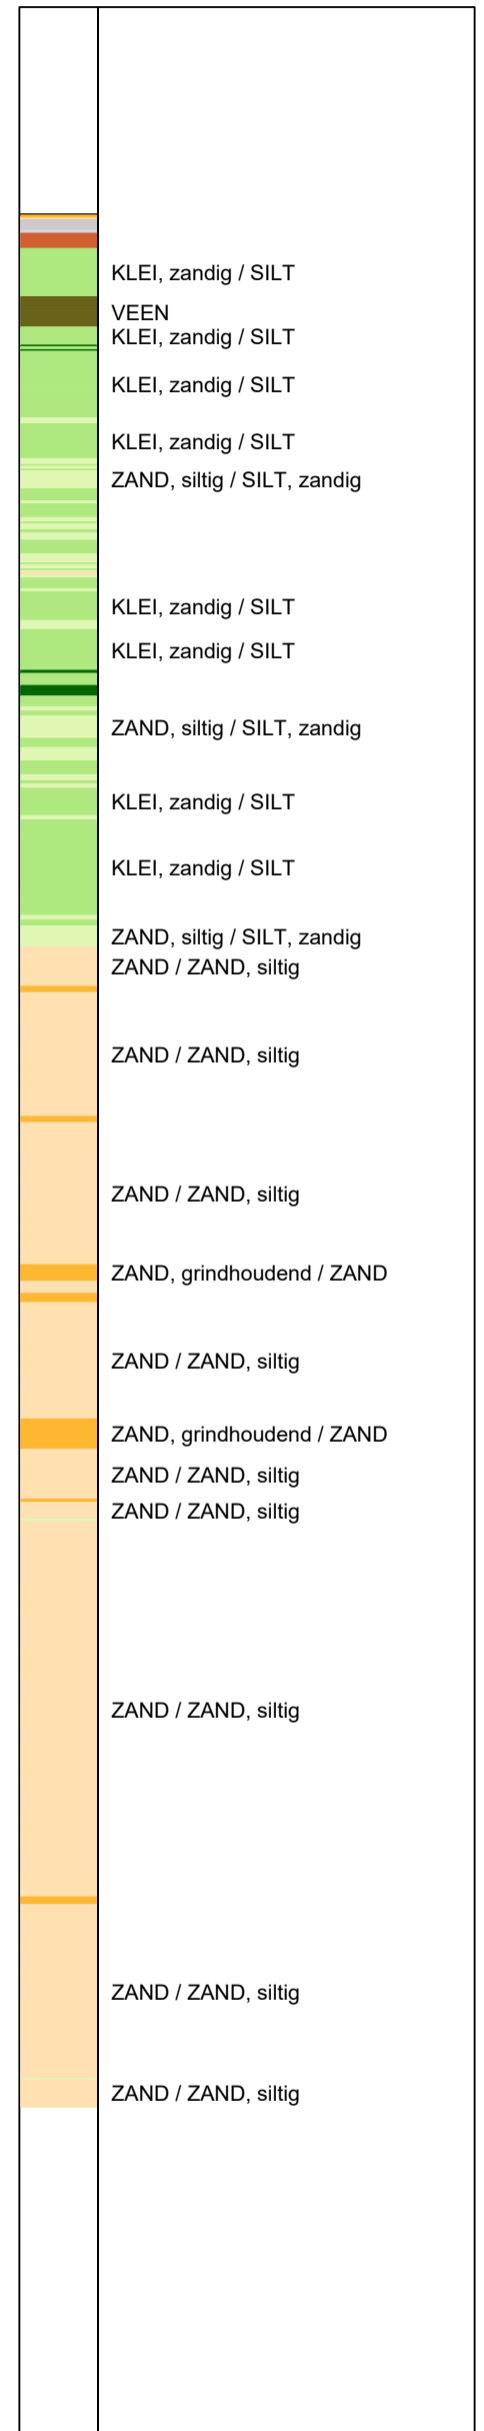 KLEI, zandig / SILT
VEEN
KLEI, zandig / SILT
KLEI, zandig / SILT
KLEI, zandig / SILT
ZAND, siltig / SILT, zandig
KLEI, zandig / SILT
KLEI, zandig / SILT
ZAND, siltig / SILT, zandig
KLEI, zandig / SILT
KLEI, zandig / SILT
ZAND, siltig / SILT, zandig
ZAND / ZAND, siltig
ZAND / ZAND, siltig
ZAND / ZAND, siltig
ZAND, grindhoudend / ZAND
ZAND / ZAND, siltig
ZAND, grindhoudend / ZAND
ZAND / ZAND, siltig
ZAND / ZAND, siltig
ZAND / ZAND, siltig
ZAND / ZAND, siltig
ZAND / ZAND, siltig